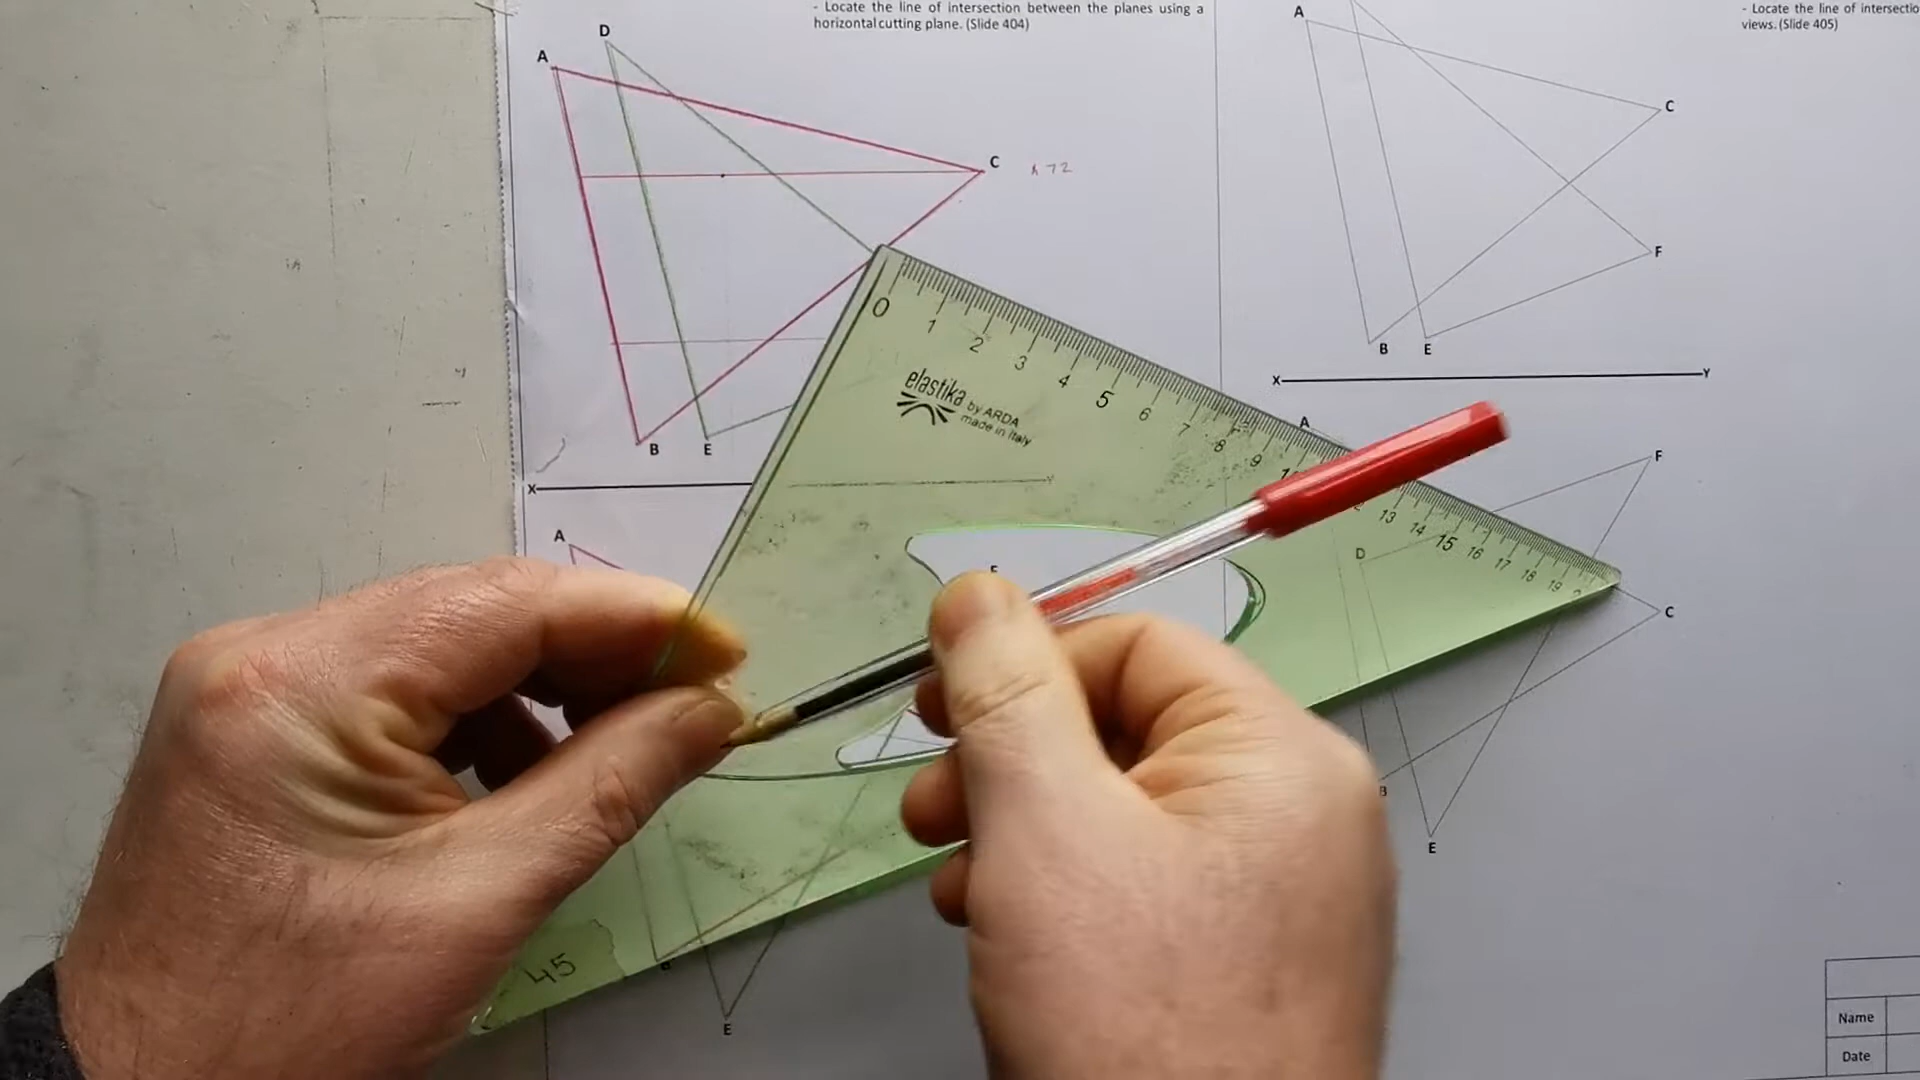 - Locate the line of intersection between the planes using a
horizontal cutting plane. (Slide 404)
- Locate the line of intersectio
views. (Slide 405)
D
A
C
72
B
E
X
Y
A
C
F
B
E
X
Y
A
F
D
C
B
E
0 1 2 3 4 5 6 7 8 9 13 14 15 16 17 18 19
elastika
by ARDA
made in Italy
A
B
E
45
Name
Date